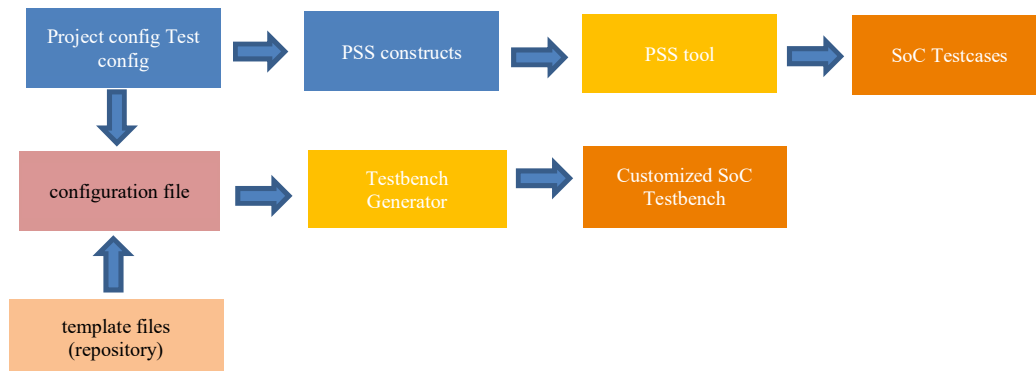 Project config Test
config
PSS constructs
PSS tool
SoC Testcases
configuration file
Testbench
Generator
Customized SoC
Testbench
template files
(repository)